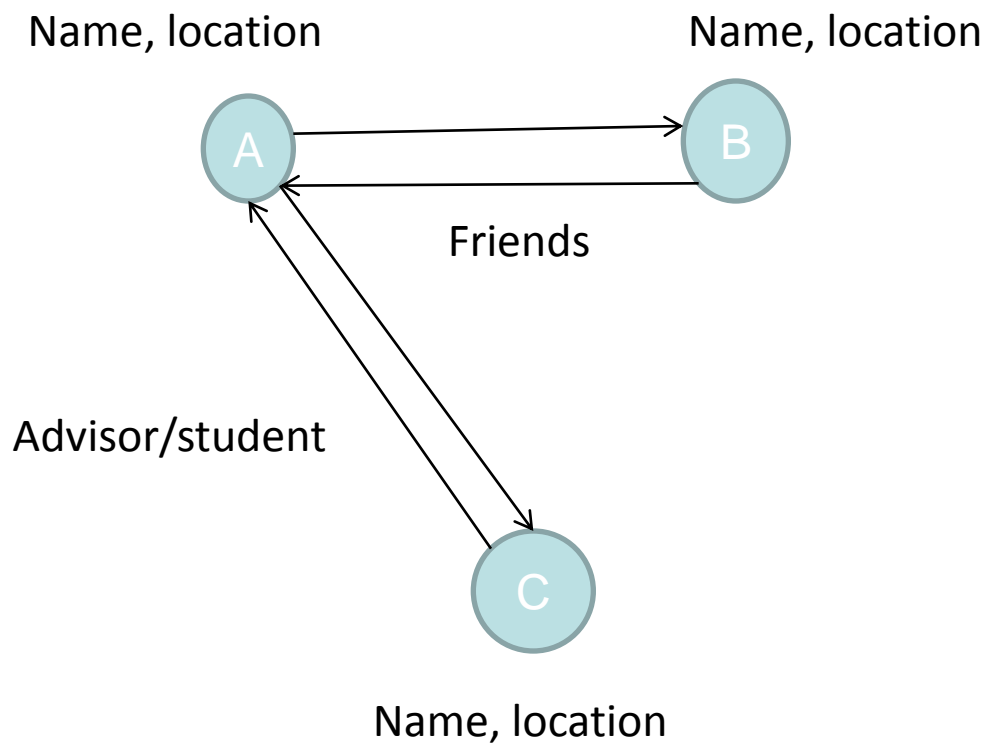 Name, location
Name, location
A
B
Friends
Advisor/student
C
Name, location